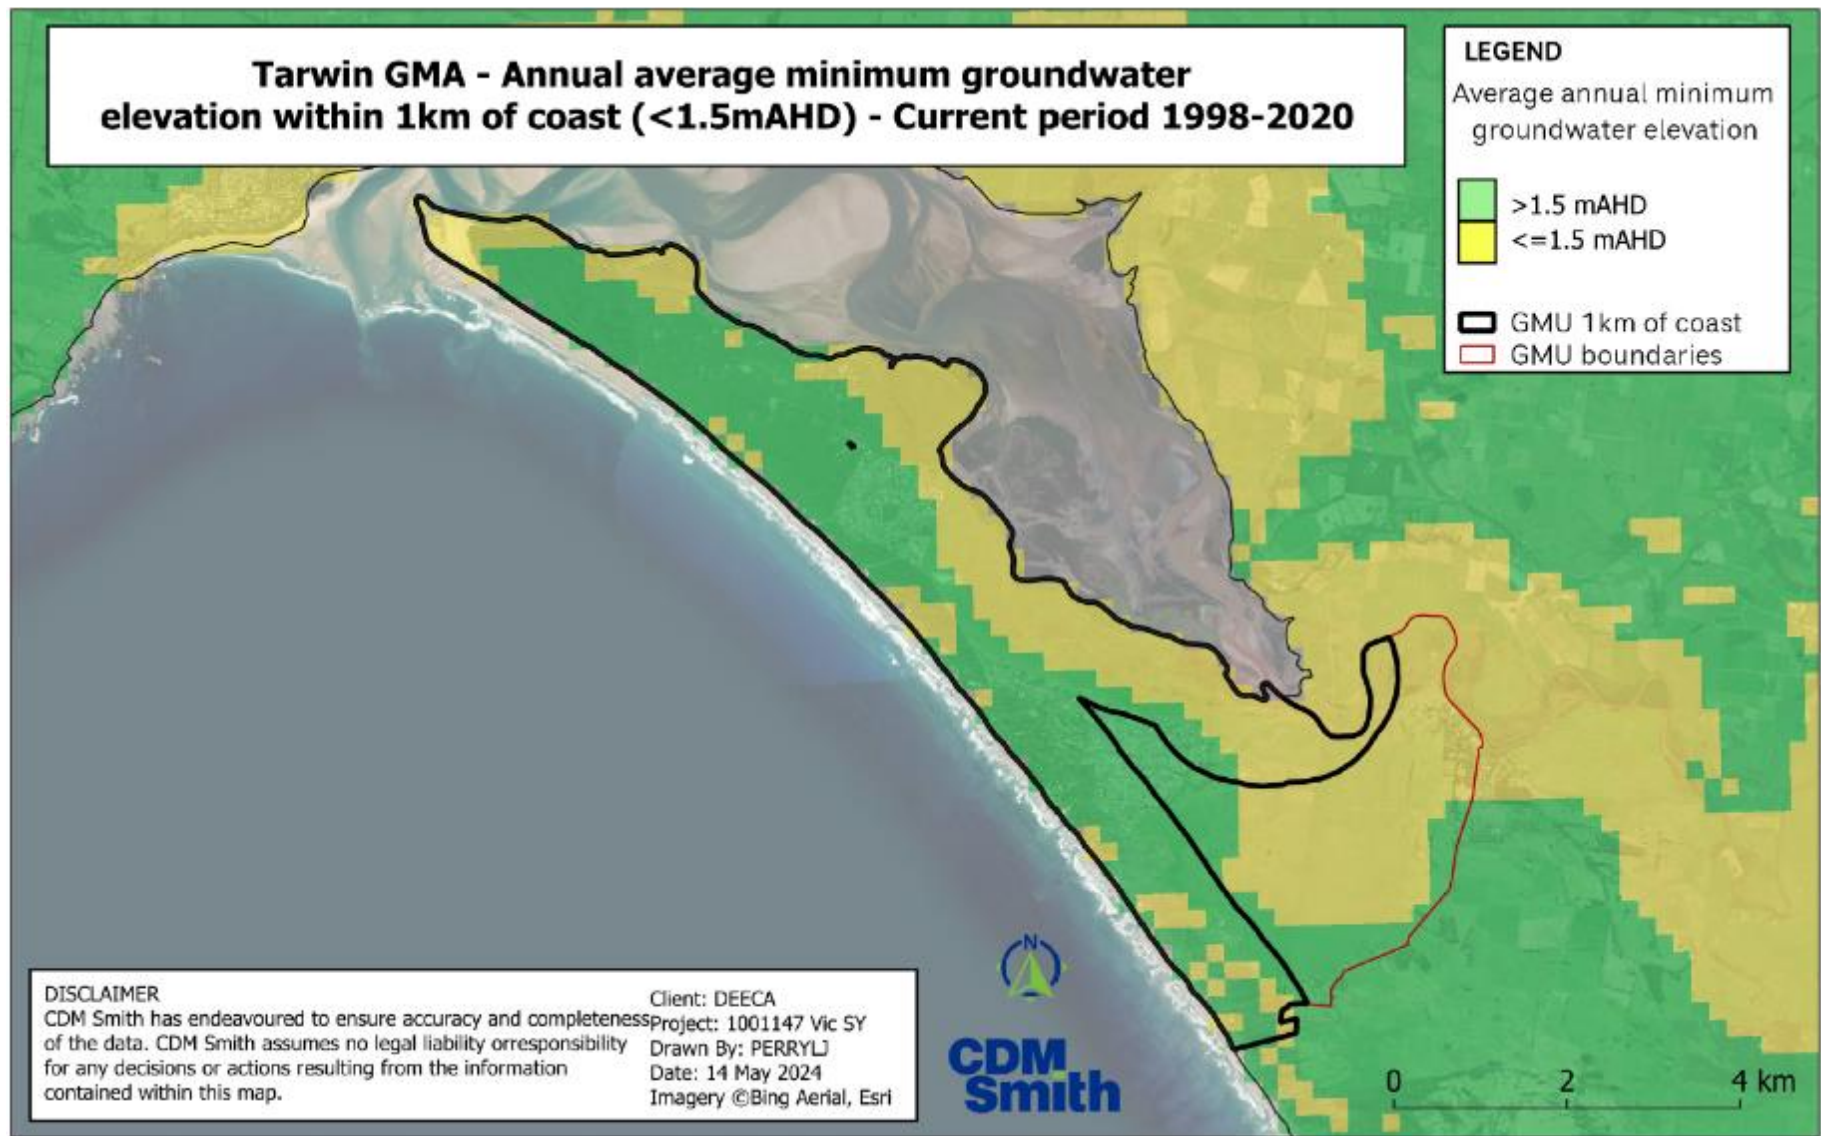 Tarwin GMA - Annual average minimum groundwater
elevation within 1km of coast (<1.5mAHD) - Current period 1998-2020
LEGEND
Average annual minimum
groundwater elevation
>1.5 mAHD
<=1.5 mAHD
GMU 1km of coast
GMU boundaries
DISCLAIMER
CDM Smith has endeavoured to ensure accuracy and completeness
of the data. CDM Smith assumes no legal liability orresponsibility
for any decisions or actions resulting from the information
contained within this map.
Client: DEECA
Project: 1001147 Vic SY
Drawn By: PERRYLJ
Date: 14 May 2024
Imagery ©Bing Aerial, Esri
N
CDM
Smith
0 2 4 km